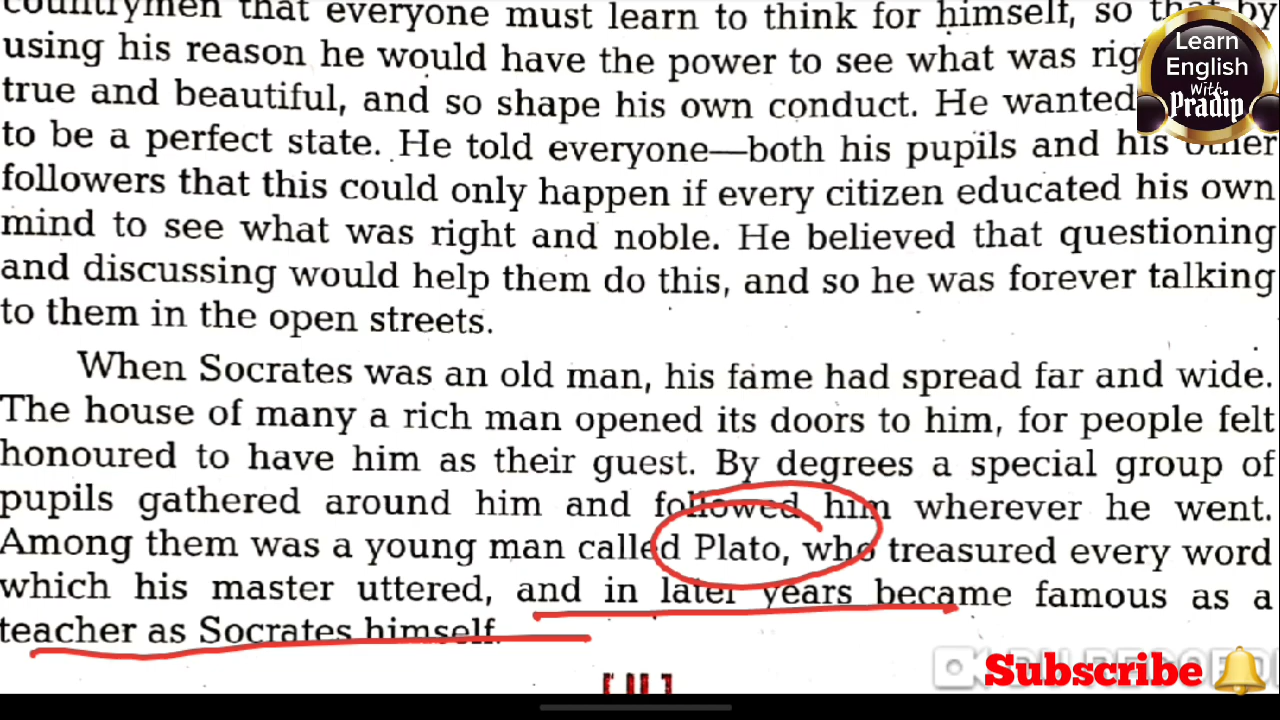 countrymen that everyone must learn to think for himself, so that by
using his reason he would have the power to see what was
true and beautiful, and so shape his own conduct. He wanted
to be a perfect state. He told everyone—both his pupils and his other
followers that this could only happen if every citizen educated his own
mind to see what was right and noble. He believed that questioning
and discussing would help them do this, and so he was forever talking
to them in the open streets.
When Socrates was an old man, his fame had spread far and wide.
The house of many a rich man opened its doors to him, for people felt
honoured to have him as their guest. By degrees a special group of
pupils gathered around him and followed him wherever he went.
Among them was a young man called Plato, who treasured every word
which his master uttered, and in later years became famous as a
teacher as Socrates himself.
[II]
Learn
English
With
Pradip
Subscribe